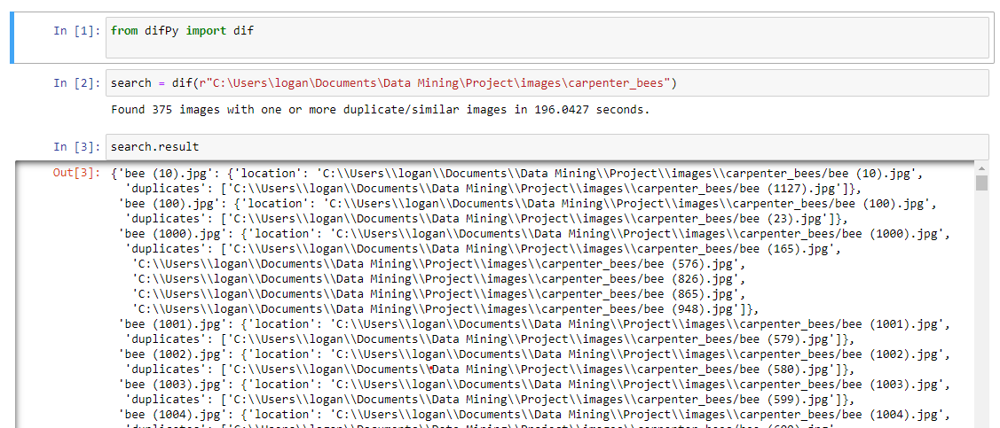 In [1]: from difPy import dif
In [2]: search = dif(r"C:\Users\logan\Documents\Data Mining\Project\images\carpenter_bees")
Found 375 images with one or more duplicate/similar images in 196.0427 seconds.
In [3]: search.result
Out[3]: {'bee (10).jpg': {'location': 'C:\\Users\\logan\\Documents\\Data Mining\\Project\\images\\carpenter_bees/bee (10).jpg',
'duplicates': ['C:\\Users\\logan\\Documents\\Data Mining\\Project\\images\\carpenter_bees/bee (1127).jpg']},
'bee (100).jpg': {'location': 'C:\\Users\\logan\\Documents\\Data Mining\\Project\\images\\carpenter_bees/bee (100).jpg',
'duplicates': ['C:\\Users\\logan\\Documents\\Data Mining\\Project\\images\\carpenter_bees/bee (23).jpg']},
'bee (1000).jpg': {'location': 'C:\\Users\\logan\\Documents\\Data Mining\\Project\\images\\carpenter_bees/bee (1000).jpg',
'duplicates': ['C:\\Users\\logan\\Documents\\Data Mining\\Project\\images\\carpenter_bees/bee (165).jpg',
'C:\\Users\\logan\\Documents\\Data Mining\\Project\\images\\carpenter_bees/bee (576).jpg',
'C:\\Users\\logan\\Documents\\Data Mining\\Project\\images\\carpenter_bees/bee (826).jpg',
'C:\\Users\\logan\\Documents\\Data Mining\\Project\\images\\carpenter_bees/bee (865).jpg',
'C:\\Users\\logan\\Documents\\Data Mining\\Project\\images\\carpenter_bees/bee (948).jpg']},
'bee (1001).jpg': {'location': 'C:\\Users\\logan\\Documents\\Data Mining\\Project\\images\\carpenter_bees/bee (1001).jpg',
'duplicates': ['C:\\Users\\logan\\Documents\\Data Mining\\Project\\images\\carpenter_bees/bee (579).jpg']},
'bee (1002).jpg': {'location': 'C:\\Users\\logan\\Documents\\Data Mining\\Project\\images\\carpenter_bees/bee (1002).jpg',
'duplicates': ['C:\\Users\\logan\\Documents\\Data Mining\\Project\\images\\carpenter_bees/bee (580).jpg']},
'bee (1003).jpg': {'location': 'C:\\Users\\logan\\Documents\\Data Mining\\Project\\images\\carpenter_bees/bee (1003).jpg',
'duplicates': ['C:\\Users\\logan\\Documents\\Data Mining\\Project\\images\\carpenter_bees/bee (599).jpg']},
'bee (1004).jpg': {'location': 'C:\\Users\\logan\\Documents\\Data Mining\\Project\\images\\carpenter_bees/bee (1004).jpg',